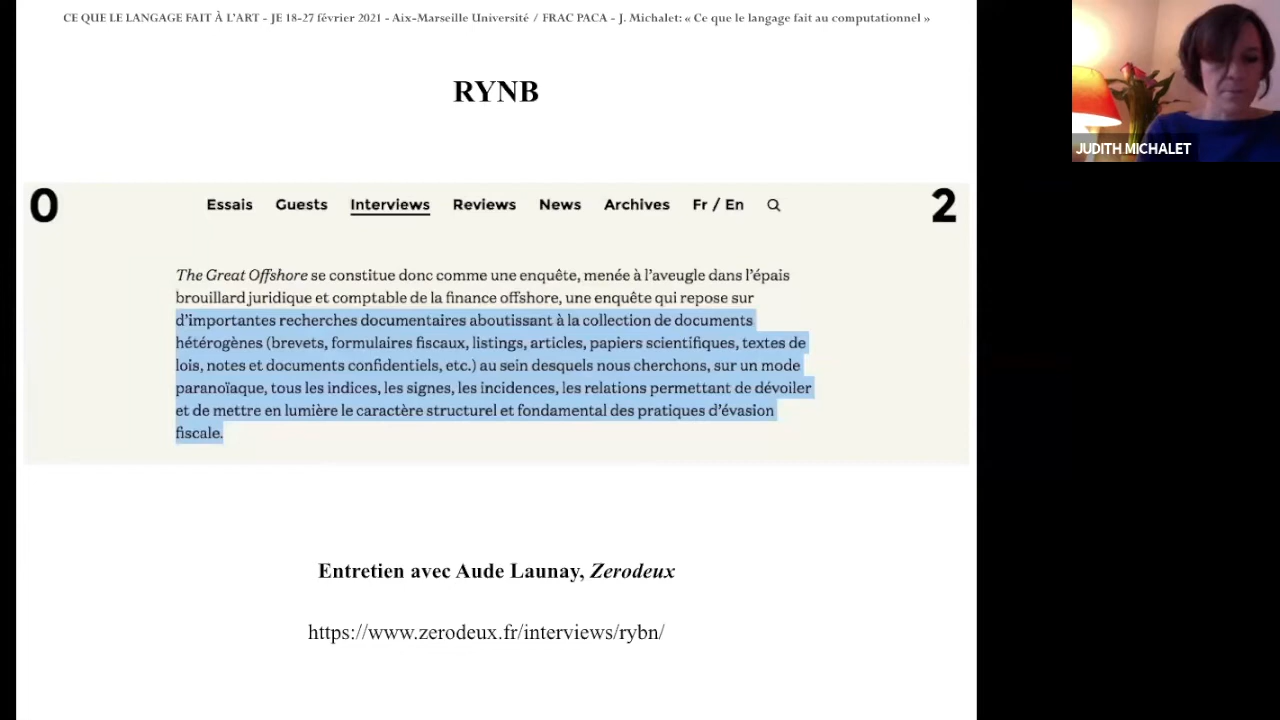 CE QUE LE LANGAGE FAIT À L'ART - JE 18-27 février 2021 - Aix-Marseille Université / FRAC PACA - J. Michalet: « Ce que le langage fait au computationnel »
RYNB
0
Essais Guests Interviews Reviews News Archives Fr / En
2
The Great Offshore se constitue donc comme une enquête, menée à l'aveugle dans l'épais
brouillard juridique et comptable de la finance offshore, une enquête qui repose sur
d'importantes recherches documentaires aboutissant à la collection de documents
hétérogènes (brevets, formulaires fiscaux, listings, articles, papiers scientifiques, textes de
lois, notes et documents confidentiels, etc.) au sein desquels nous cherchons, sur un mode
paranoïaque, tous les indices, les signes, les incidences, les relations permettant de dévoiler
et de mettre en lumière le caractère structurel et fondamental des pratiques d'évasion
fiscale.
Entretien avec Aude Launay, Zerodeux
https://www.zerodeux.fr/interviews/rybn/
JUDITH MICHALET